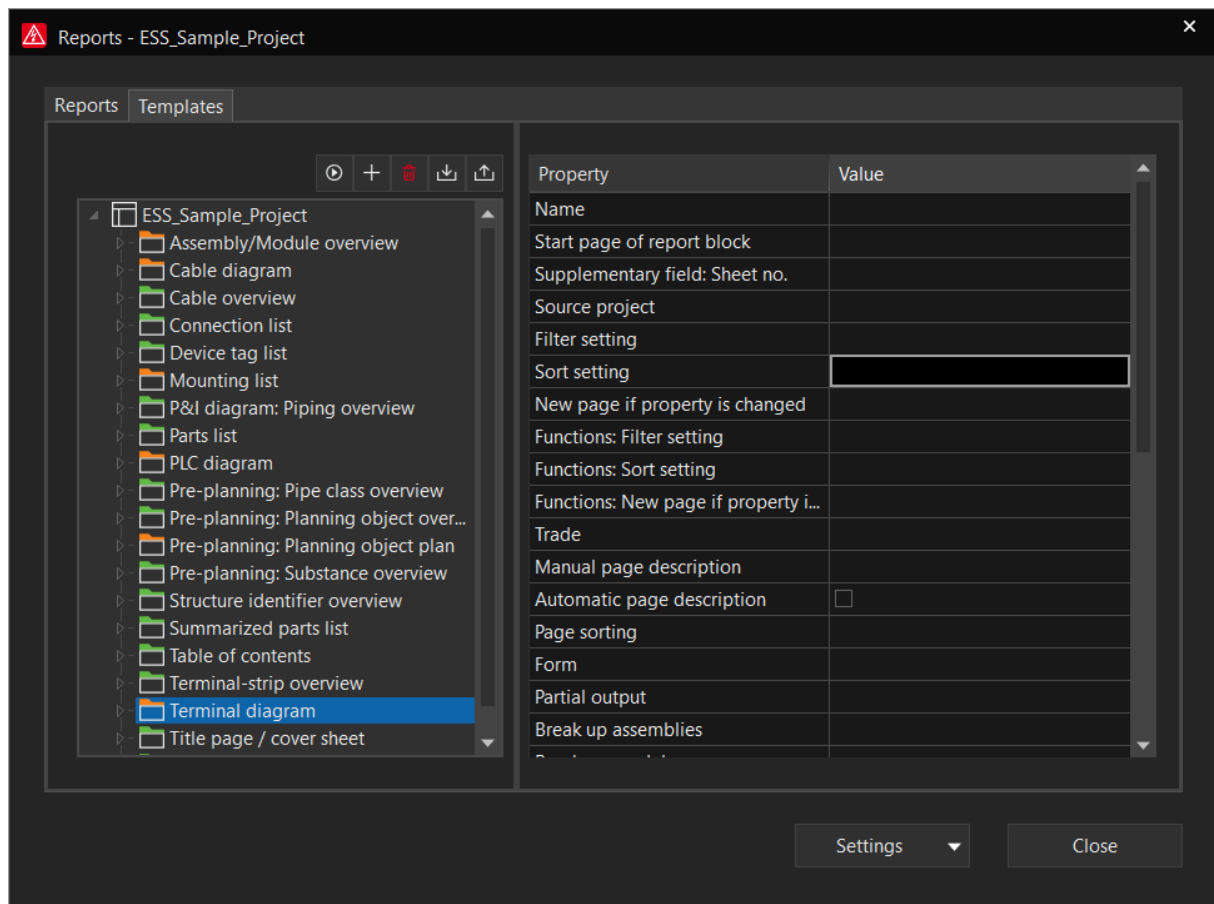 Reports - ESS_Sample_Project
Reports
Templates
ESS_Sample_Project
Assembly/Module overview
Cable diagram
Cable overview
Connection list
Device tag list
Mounting list
P&I diagram: Piping overview
Parts list
PLC diagram
Pre-planning: Pipe class overview
Pre-planning: Planning object over...
Pre-planning: Planning object plan
Pre-planning: Substance overview
Structure identifier overview
Summarized parts list
Table of contents
Terminal-strip overview
Terminal diagram
Title page / cover sheet
Property Value
Name
Start page of report block
Supplementary field: Sheet no.
Source project
Filter setting
Sort setting
New page if property is changed
Functions: Filter setting
Functions: Sort setting
Functions: New page if property i...
Trade
Manual page description
Automatic page description
Page sorting
Form
Partial output
Break up assemblies
Settings
Close